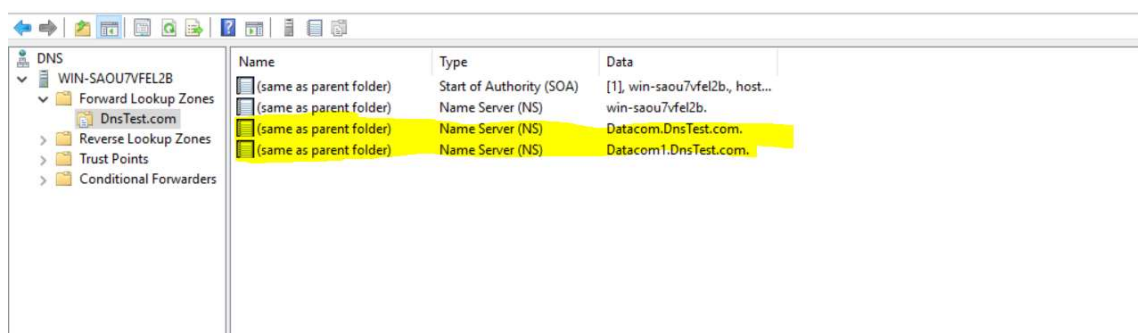 DNS
WIN-SAOU7VFEL2B
Forward Lookup Zones
DnsTest.com
Reverse Lookup Zones
Trust Points
Conditional Forwarders
Name Type Data
(same as parent folder) Start of Authority (SOA) [1], win-saou7vfel2b., host...
(same as parent folder) Name Server (NS) win-saou7vfel2b.
(same as parent folder) Name Server (NS) Datacom.DnsTest.com.
(same as parent folder) Name Server (NS) Datacom1.DnsTest.com.